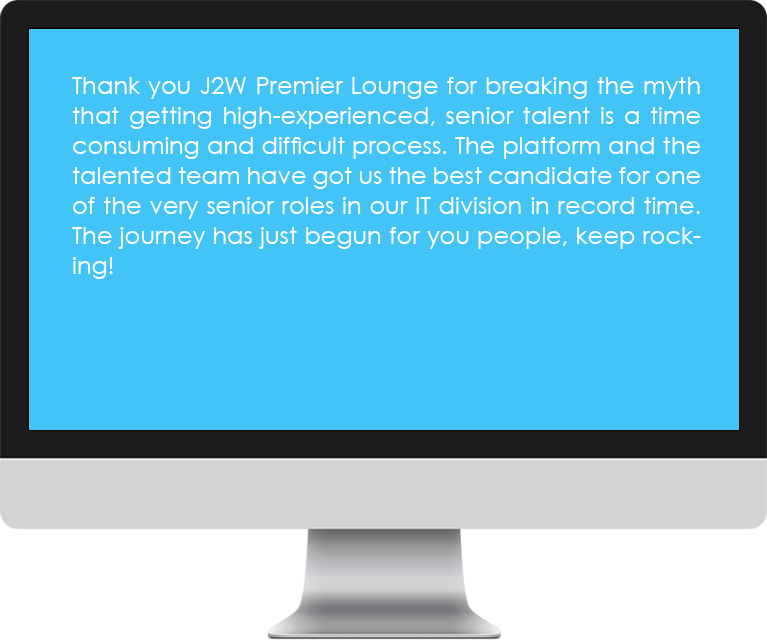 Thank you J2W Premier Lounge for breaking the myth
that getting high-experienced, senior talent is a time
consuming and difficult process. The platform and the
talented team have got us the best candidate for one
of the very senior roles in our IT division in record time.
The journey has just begun for you people, keep rock-
ing!